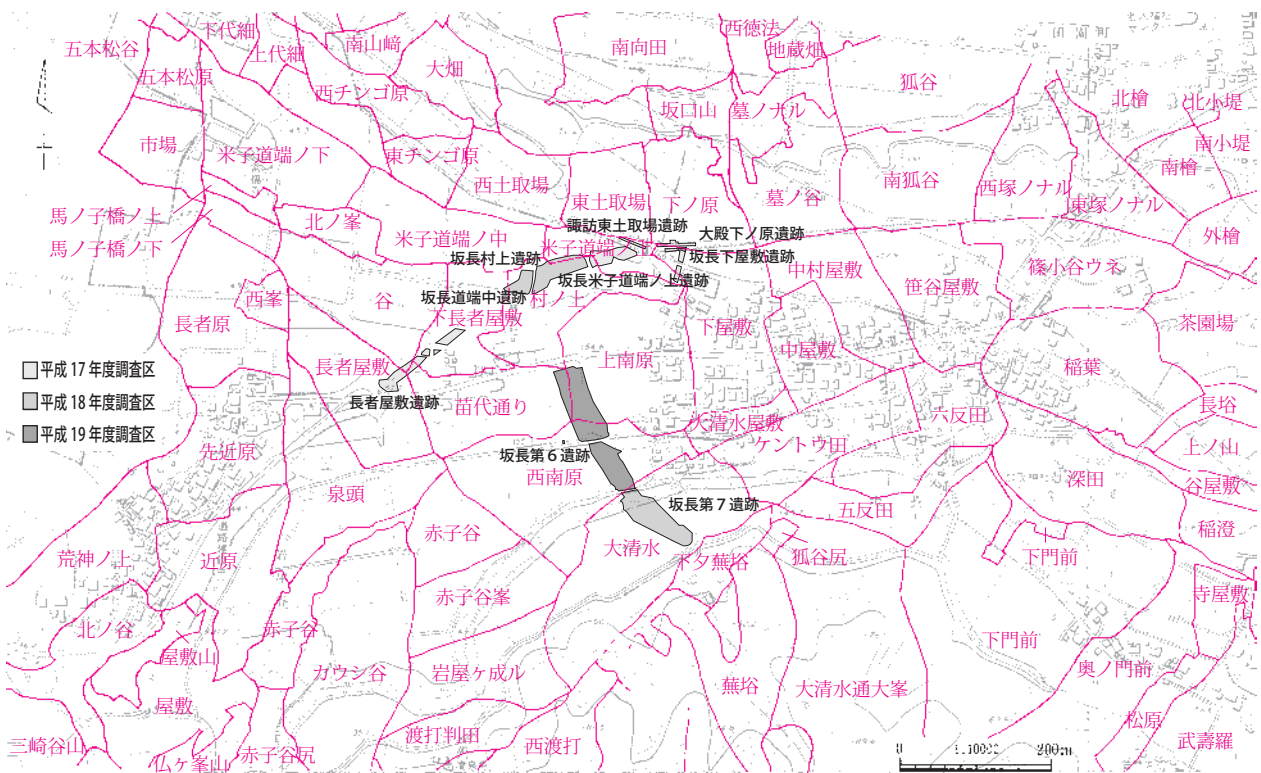 五本松谷
下代細
上代細
南山﨑
大畑
南向田
西徳法
地蔵畑
狐谷
北檜
北小堤
南小堤
五本松原
西チンゴ原
坂口山
墓ノナル
市場
米子道端ノ下
東チンゴ原
西土取場
東土取場
下ノ原
墓ノ谷
南狐谷
西塚ノナル
東塚ノナル
南檜
外檜
馬ノ子橋ノ上
馬ノ子橋ノ下
北ノ峯
米子道端ノ中
諏訪東土取場遺跡
大殿下ノ原遺跡
坂長村上遺跡
坂長下屋敷遺跡
坂長米子道端ノ上遺跡
坂長道端中遺跡
村ノ上
中村屋敷
笹谷屋敷
篠小谷ウネ
茶園場
長者原
西峯
谷
下長者屋敷
上南原
下屋敷
中屋敷
稲葉
長者屋敷
長者屋敷遺跡
苗代通り
大清水屋敷
六反田
長垰
平成17年度調査区
平成18年度調査区
平成19年度調査区
先近原
坂長第6遺跡
西南原
ケントウ田
上ノ山
泉頭
坂長第7遺跡
五反田
深田
谷屋敷
稲澄
荒神ノ上
近原
赤子谷
大清水
下タ蕪垰
狐谷尻
下門前
寺屋敷
北ノ谷
赤子谷
赤子谷峯
屋敷山
屋敷
カウシ谷
岩屋ヶ成ル
蕪垰
大清水通大峯
下門前
奥ノ門前
松原
武壽羅
三崎谷山
仏ヶ峯山
赤子谷尻
渡打判田
西渡打
0
200m